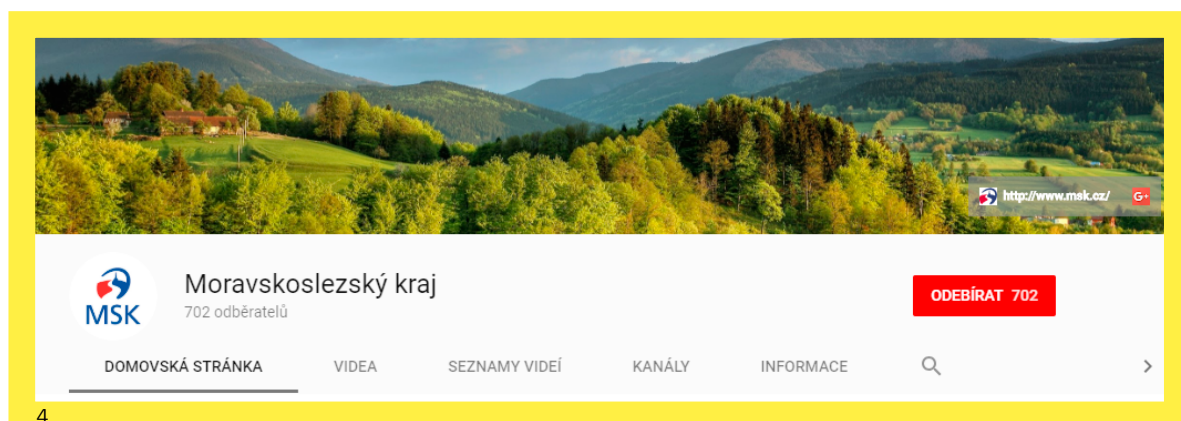 http://www.msk.cz/ G+
MSK
Moravskoslezský kraj
702 odběratelů
ODEBÍRAT 702
DOMOVSKÁ STRÁNKA VIDEA SEZNAMY VIDEÍ KANÁLY INFORMACE
4